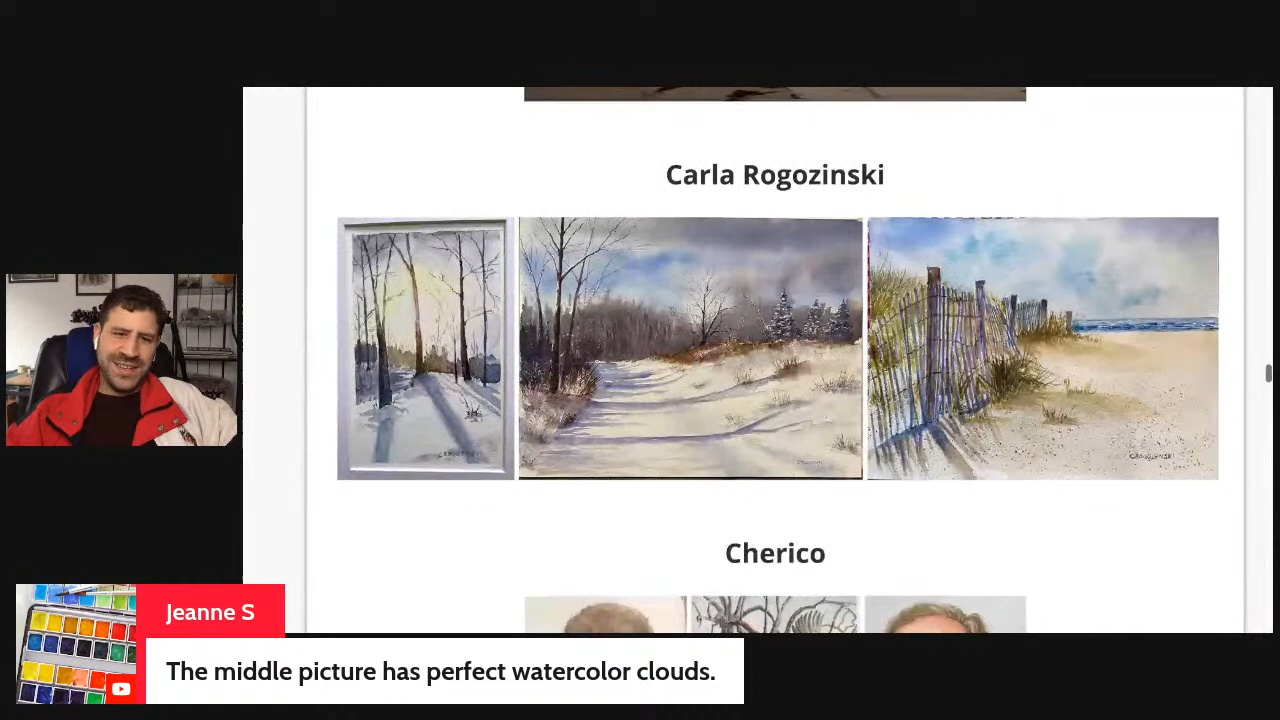 Carla Rogozinski
Cherico
Jeanne S
The middle picture has perfect watercolor clouds.